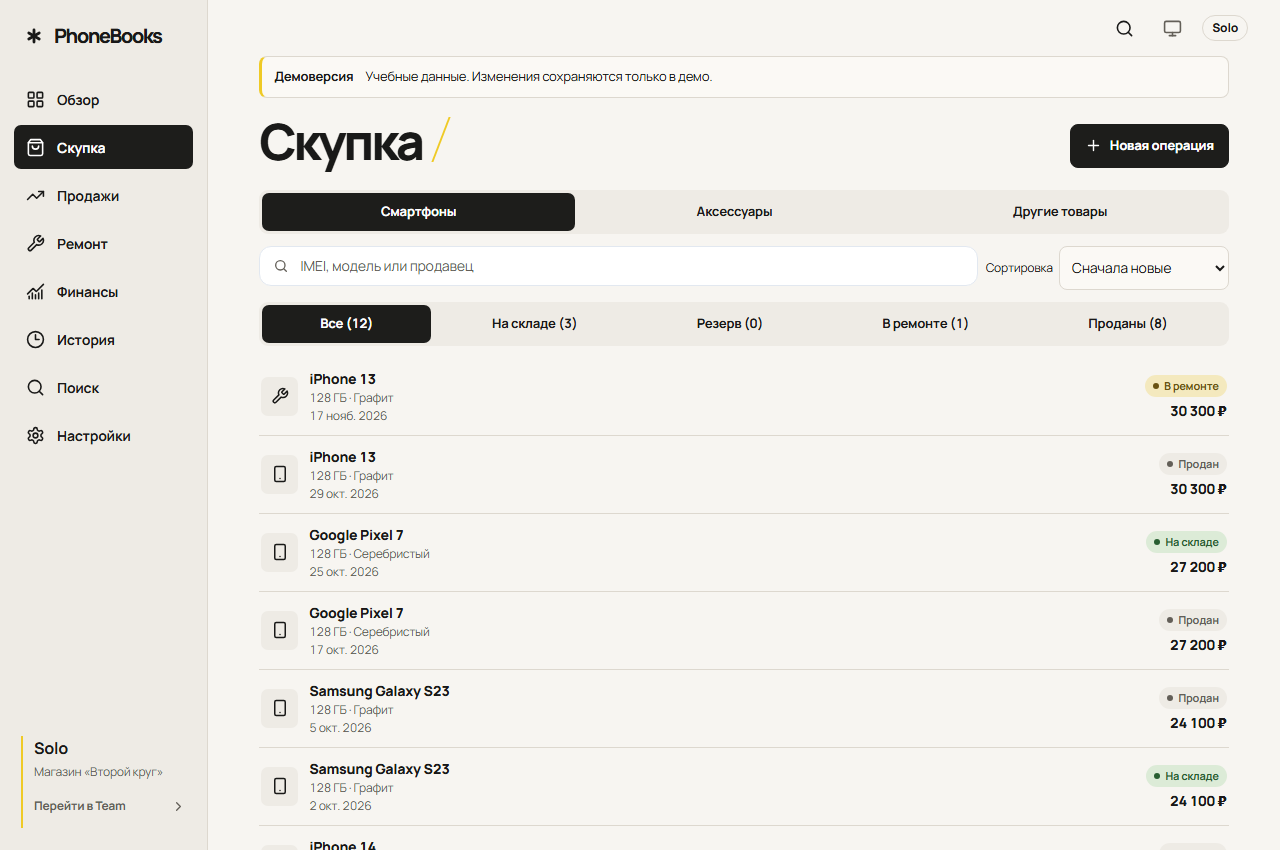 PhoneBooks
Обзор
Скупка
Продажи
Ремонт
Финансы
История
Поиск
Настройки
Solo
Магазин «Второй круг»
Перейти в Team
Solo
Демоверсия Учебные данные. Изменения сохраняются только в демо.
Скупка
Новая операция
Смартфоны Аксессуары Другие товары
IMEI, модель или продавец Сортировка Сначала новые
Все (12) На складе (3) Резерв (0) В ремонте (1) Проданы (8)
iPhone 13
128 ГБ · Графит
17 нояб. 2026
В ремонте
30 300 ₽
iPhone 13
128 ГБ · Графит
29 окт. 2026
Продан
30 300 ₽
Google Pixel 7
128 ГБ · Серебристый
25 окт. 2026
На складе
27 200 ₽
Google Pixel 7
128 ГБ · Серебристый
17 окт. 2026
Продан
27 200 ₽
Samsung Galaxy S23
128 ГБ · Графит
5 окт. 2026
Продан
24 100 ₽
Samsung Galaxy S23
128 ГБ · Графит
2 окт. 2026
На складе
24 100 ₽
iPhone 14